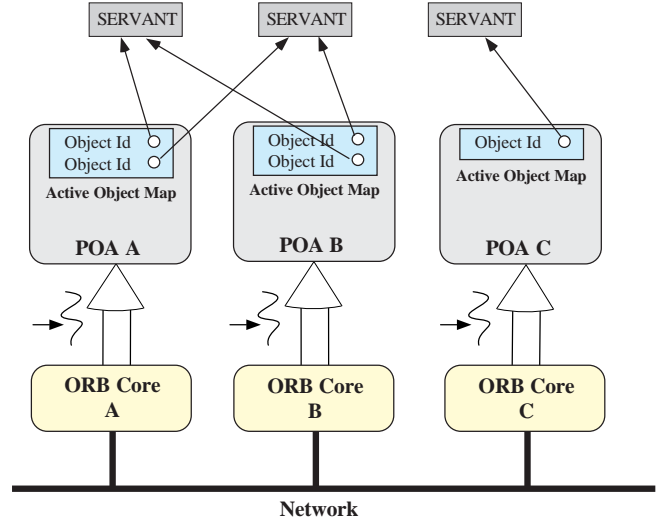 SERVANT
SERVANT
SERVANT
Object Id
Object Id
Active Object Map
POA A
Object Id
Object Id
Active Object Map
POA B
Object Id
Active Object Map
POA C
ORB Core
A
ORB Core
B
ORB Core
C
Network